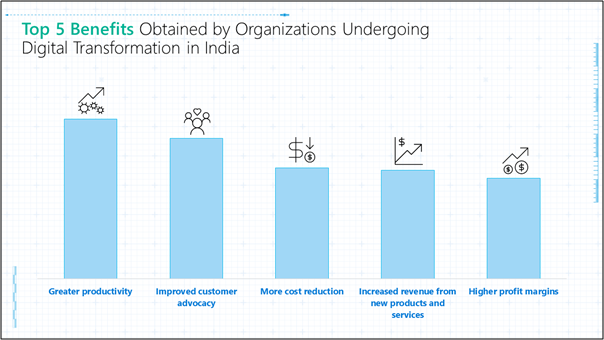 Top 5 Benefits Obtained by Organizations Undergoing
Digital Transformation in India
$
$
$
$
$
Greater productivity
Improved customer
advocacy
More cost reduction
Increased revenue from
new products and
services
Higher profit margins